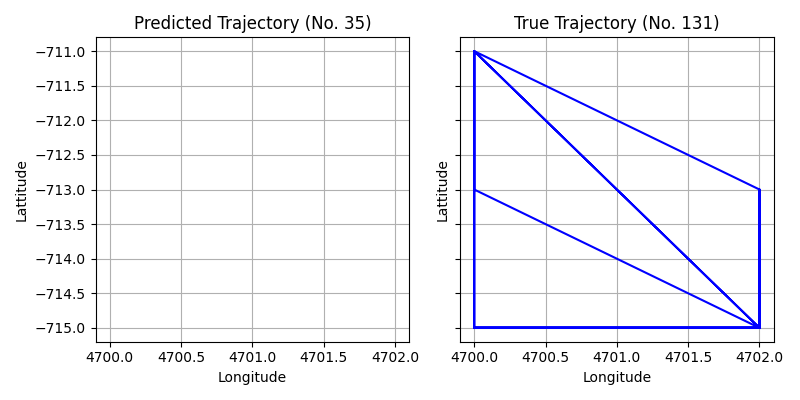 Predicted Trajectory (No. 35)
True Trajectory (No. 131)
Lattitude
−711.0
−711.5
−712.0
−712.5
−713.0
−713.5
−714.0
−714.5
−715.0
4700.0 4700.5 4701.0 4701.5 4702.0
Longitude
Lattitude
4700.0 4700.5 4701.0 4701.5 4702.0
Longitude